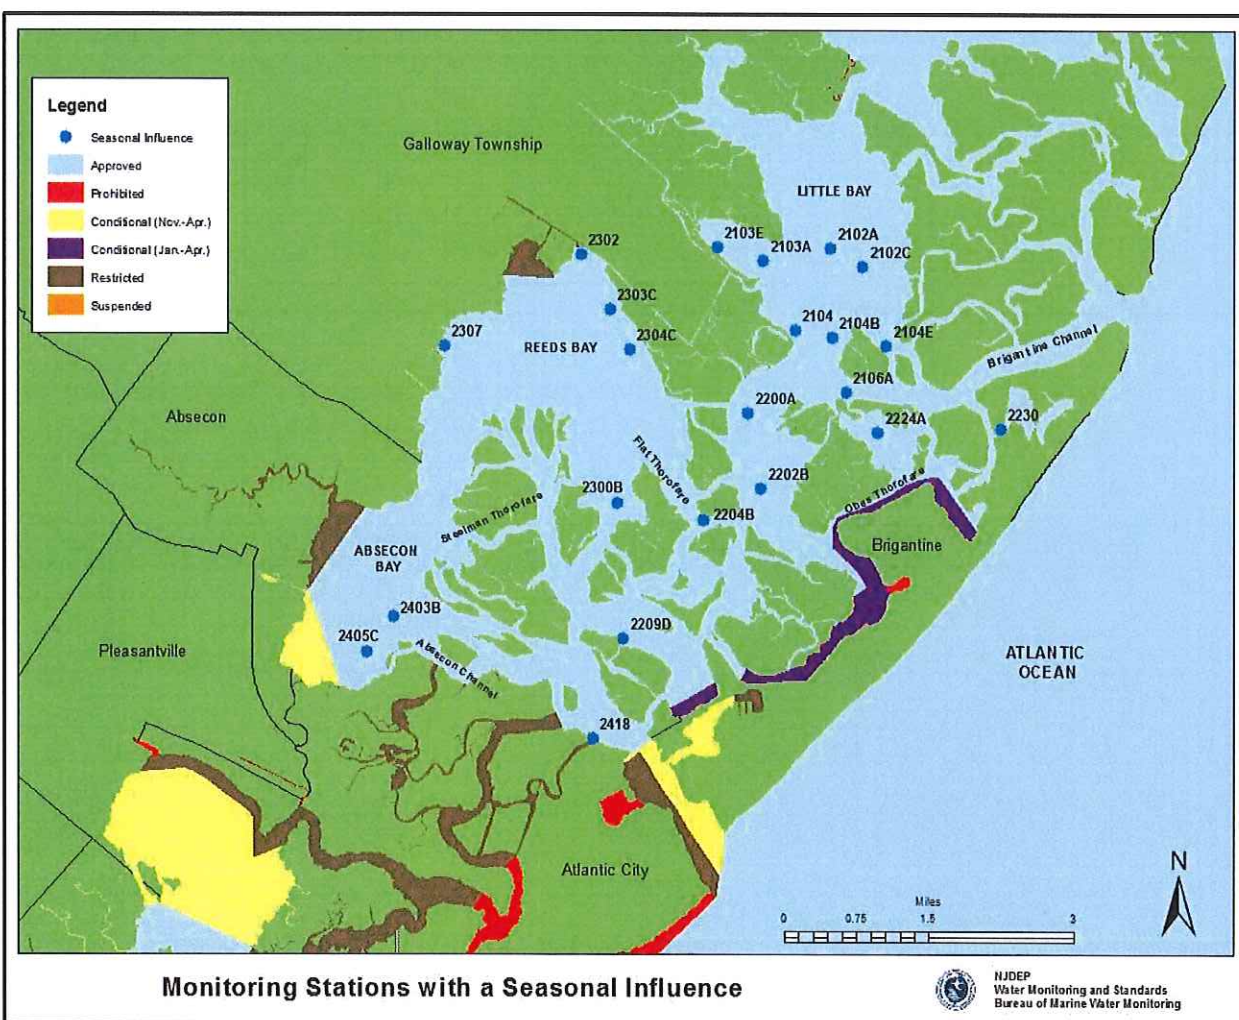 Legend
Seasonal Influence
Approved
Prohibited
Conditional (Nov.-Apr.)
Conditional (Jan.-Apr.)
Restricted
Suspended
Galloway Township
LITTLE BAY
2302
2103E
2103A
2102A
2102C
2303C
2307
REEDS BAY
2304C
2104
2104B
2104E
Brigantine Channel
2106A
2200A
2224A
2230
Absecon
Flat Thorofare
2202B
2300B
2204B
Steelman Thorofare
Obes Thorofare
Brigantine
ABSECON
BAY
2403B
2405C
2209D
Absecon Channel
Pleasantville
ATLANTIC
OCEAN
2418
Atlantic City
N
Miles
0 0.75 1.5 3
Monitoring Stations with a Seasonal Influence
NJDEP
Water Monitoring and Standards
Bureau of Marine Water Monitoring